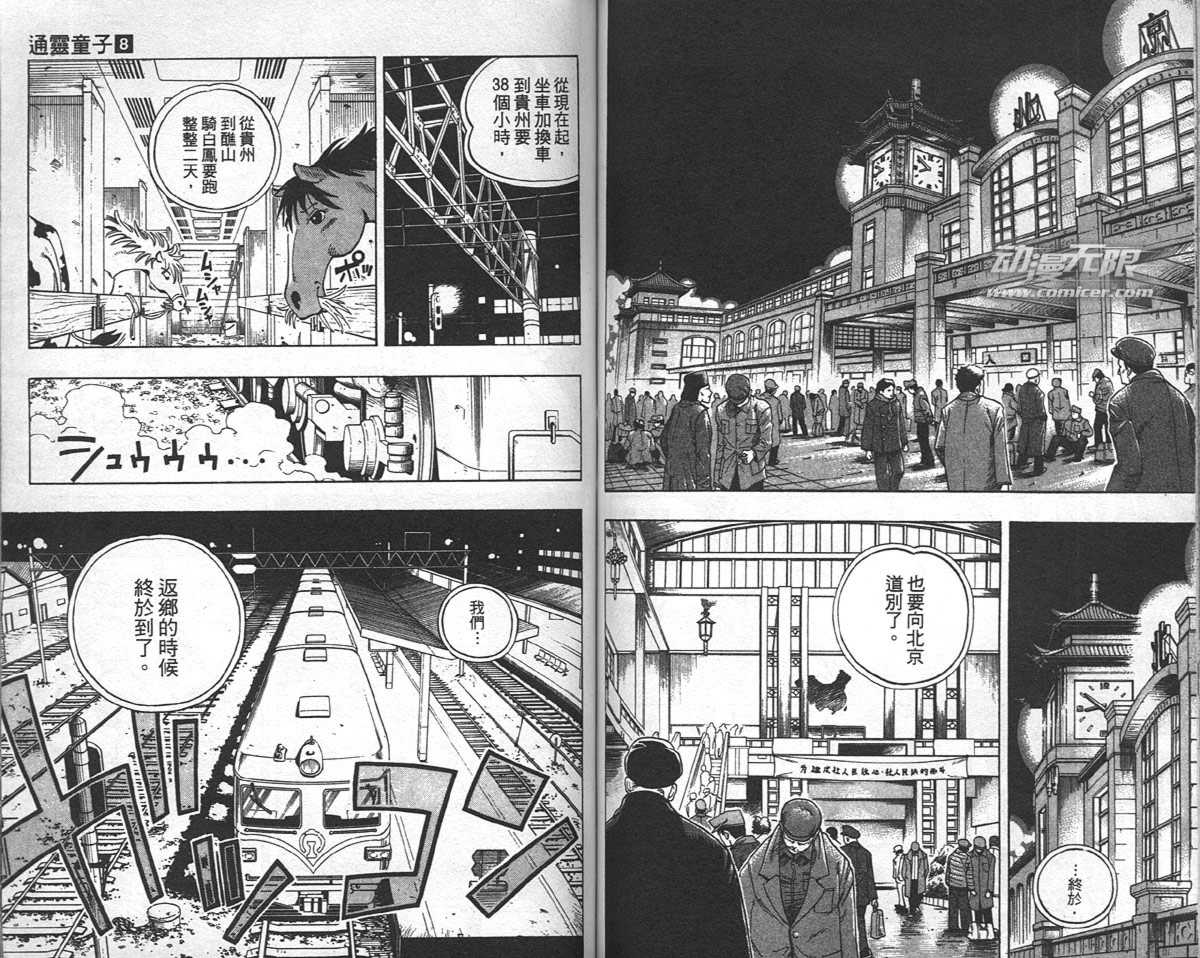 京
北
入口
动漫无限
www.comicer.com
…終於
也要向北京
道別了。
通靈童子 8
從現在起，
坐車加換車
到貴州要
38個小時，
從貴州
到醮山
騎白鳳要跑
整整二天，
ポッ
ムシャ
ムシャ
シュウウゥ…
我們…
返鄉的時候
終於到了。